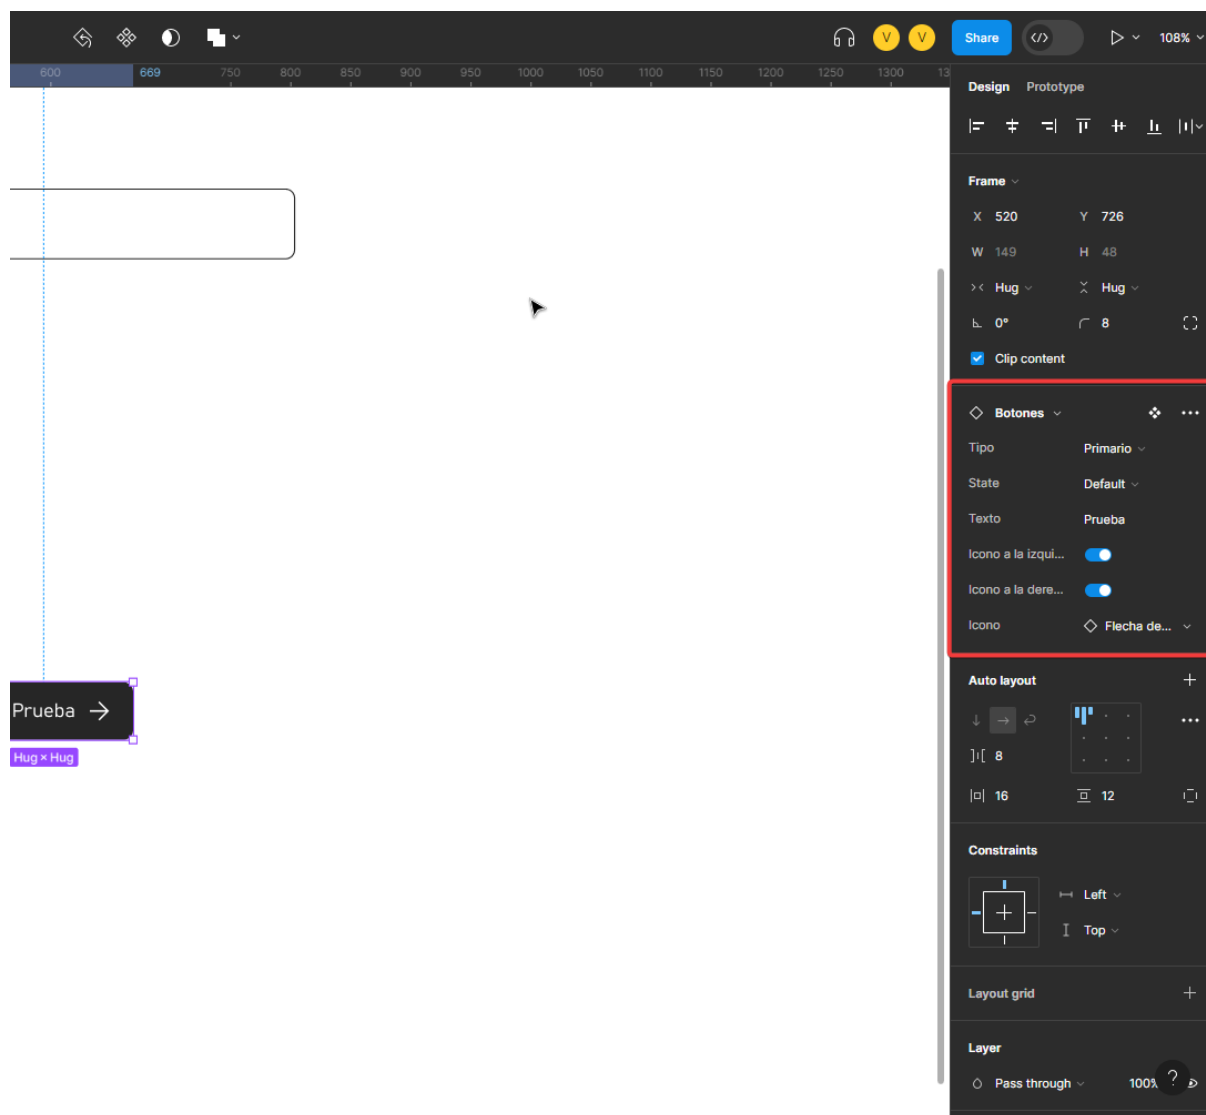 V V Share </> 108%
600 669 750 800 850 900 950 1000 1050 1100 1150 1200 1250 1300 13
Design Prototype
Frame
X 520 Y 726
W 149 H 48
Hug Hug
0° 8
Clip content
Botones
Tipo Primario
State Default
Texto Prueba
Icono a la izqui...
Icono a la dere...
Icono Flecha de...
Auto layout
8
16 12
Constraints
Left
Top
Layout grid
Layer
Pass through 100% ?
Prueba
Hug × Hug